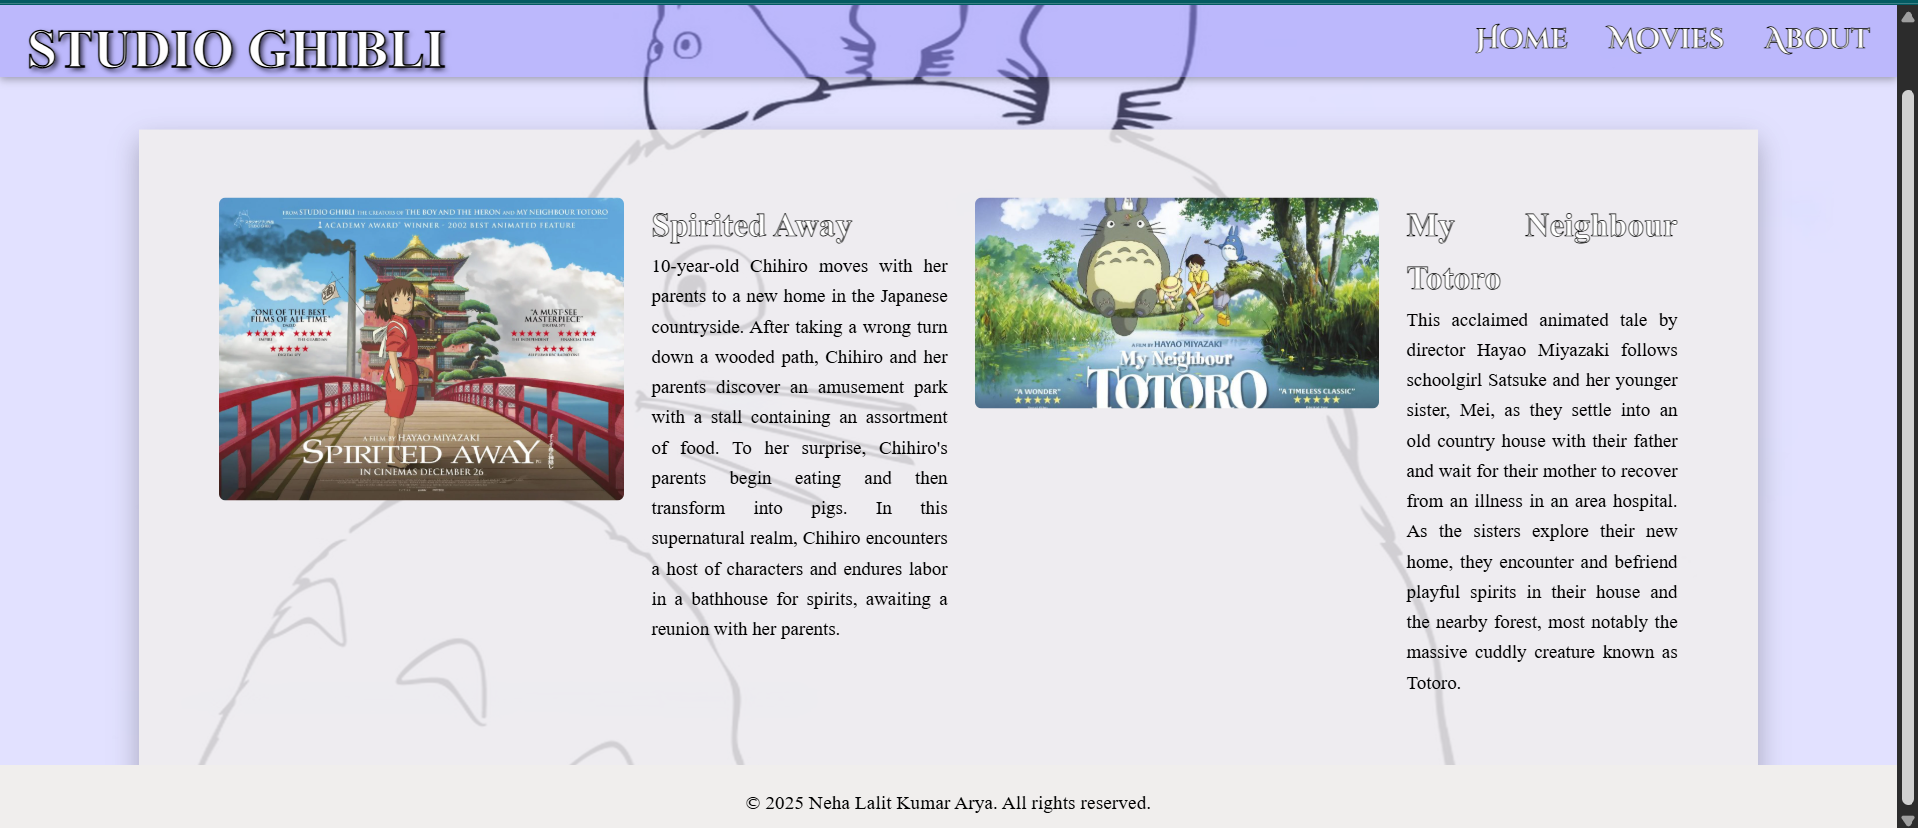 STUDIO GHIBLI
HOME MOVIES ABOUT
FROM STUDIO GHIBLI THE CREATORS OF THE BOY AND THE HERON AND MY NEIGHBOUR TOTORO
ACADEMY AWARD® WINNER · 2002 BEST ANIMATED FEATURE
"ONE OF THE BEST
FILMS OF ALL TIME"
"A MUST-SEE
MASTERPIECE"
A FILM BY HAYAO MIYAZAKI
SPIRITED AWAY
IN CINEMAS DECEMBER 26
Spirited Away
10-year-old Chihiro moves with her
parents to a new home in the Japanese
countryside. After taking a wrong turn
down a wooded path, Chihiro and her
parents discover an amusement park
with a stall containing an assortment
of food. To her surprise, Chihiro's
parents begin eating and then
transform into pigs. In this
supernatural realm, Chihiro encounters
a host of characters and endures labor
in a bathhouse for spirits, awaiting a
reunion with her parents.
A FILM BY HAYAO MIYAZAKI
My Neighbour
TOTORO
"A WONDER"
"A TIMELESS CLASSIC"
My Neighbour
Totoro
This acclaimed animated tale by
director Hayao Miyazaki follows
schoolgirl Satsuke and her younger
sister, Mei, as they settle into an
old country house with their father
and wait for their mother to recover
from an illness in an area hospital.
As the sisters explore their new
home, they encounter and befriend
playful spirits in their house and
the nearby forest, most notably the
massive cuddly creature known as
Totoro.
© 2025 Neha Lalit Kumar Arya. All rights reserved.